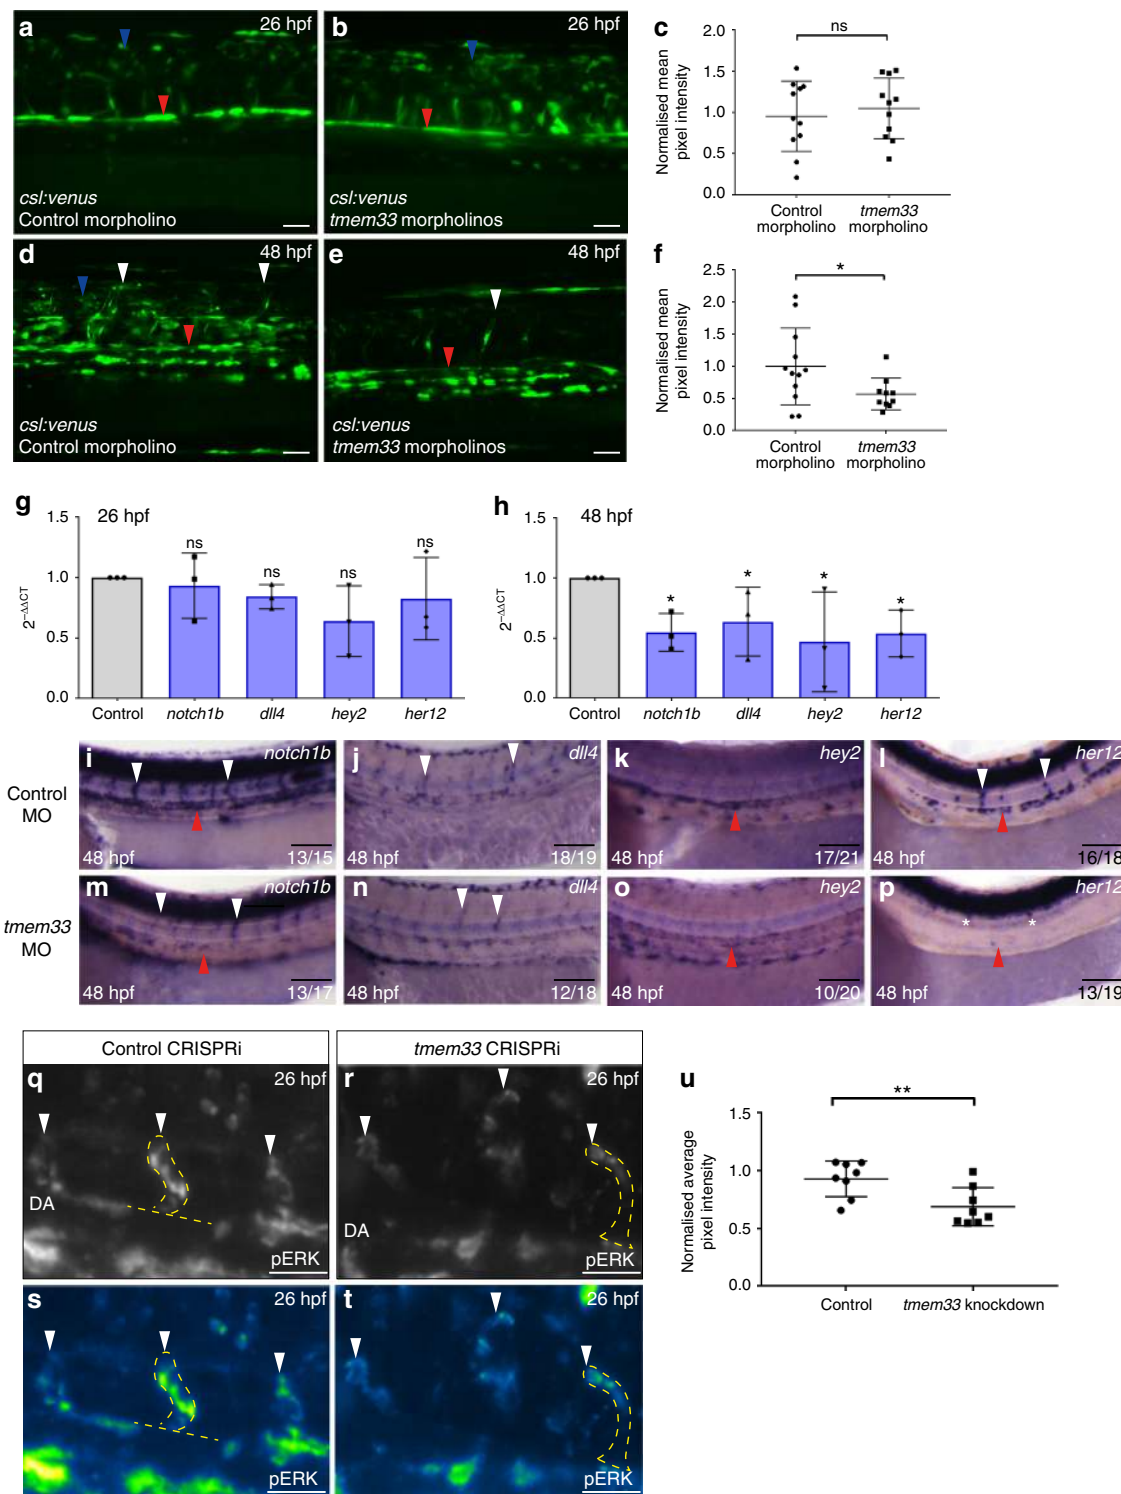 a
26 hpf
csl:venus
Control morpholino
b
26 hpf
csl:venus
tmem33 morpholinos
c
ns
2.0
1.5
1.0
0.5
0.0
Normalised mean
pixel intensity
Control
morpholino
tmem33
morpholino
d
48 hpf
csl:venus
Control morpholino
e
48 hpf
csl:venus
tmem33 morpholinos
f
*
2.5
2.0
1.5
1.0
0.5
0.0
Normalised mean
pixel intensity
Control
morpholino
tmem33
morpholino
g
26 hpf
1.5
1.0
0.5
0.0
2−ΔΔCT
ns
ns
ns
ns
Control
notch1b
dll4
hey2
her12
h
48 hpf
1.5
1.0
0.5
0.0
2−ΔΔCT
*
*
*
*
Control
notch1b
dll4
hey2
her12
Control
MO
i
notch1b
48 hpf
13/15
j
dll4
48 hpf
18/19
k
hey2
48 hpf
17/21
l
her12
48 hpf
16/18
tmem33
MO
m
notch1b
48 hpf
13/17
n
dll4
48 hpf
12/18
o
hey2
48 hpf
10/20
p
her12
* *
48 hpf
13/19
Control CRISPRi
tmem33 CRISPRi
q
26 hpf
DA
pERK
r
26 hpf
DA
pERK
s
26 hpf
pERK
t
26 hpf
pERK
u
**
1.5
1.0
0.5
0.0
Normalised average
pixel intensity
Control
tmem33 knockdown